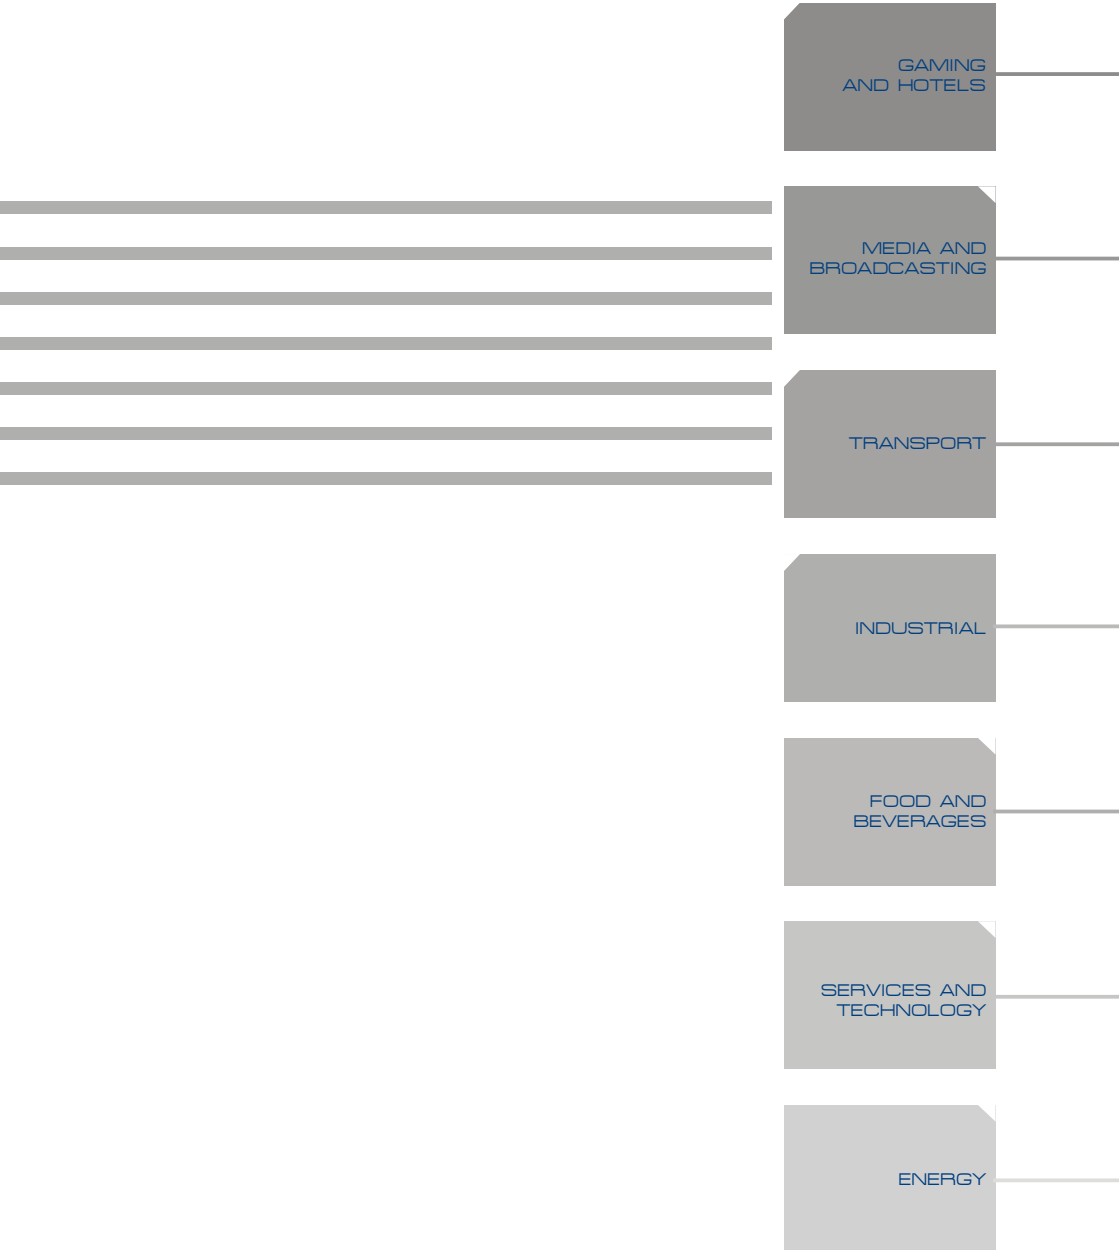 GAMING
AND HOTELS
MEDIA AND
BROADCASTING
TRANSPORT
INDUSTRIAL
FOOD AND
BEVERAGES
SERVICES AND
TECHNOLOGY
ENERGY